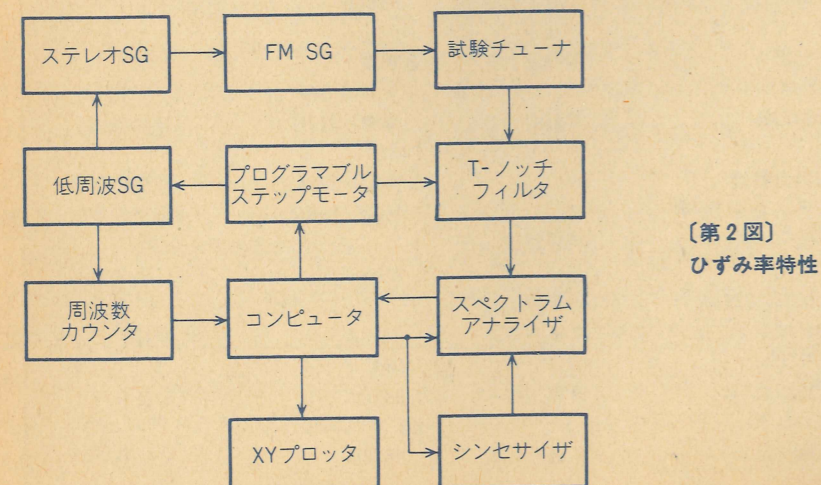 ステレオSG
FM SG
試験チューナ
低周波SG
プログラマブル
ステップモータ
T-ノッチ
フィルタ
〔第2図〕
ひずみ率特性
周波数
カウンタ
コンピュータ
スペクトラム
アナライザ
XYプロッタ
シンセサイザ